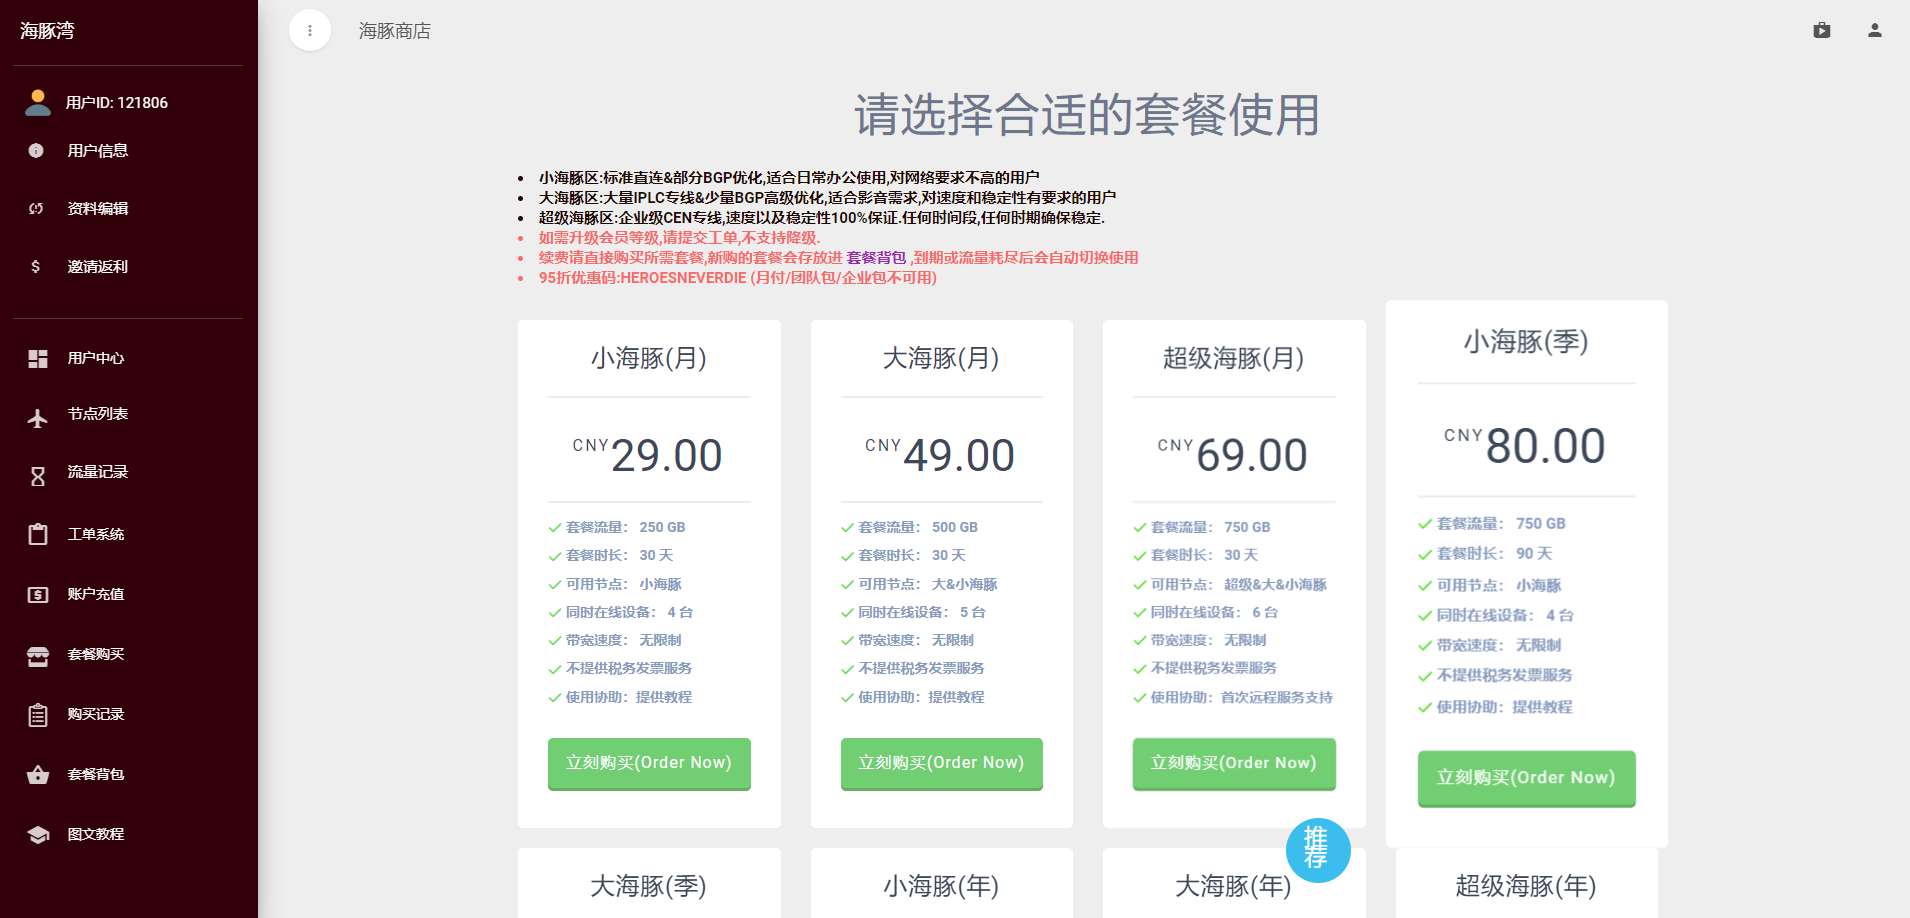 海豚湾
用户ID: 121806
用户信息
资料编辑
邀请返利
用户中心
节点列表
流量记录
工单系统
账户充值
套餐购买
购买记录
套餐背包
图文教程
海豚商店
请选择合适的套餐使用
小海豚区:标准直连&部分BGP优化,适合日常办公使用,对网络要求不高的用户
大海豚区:大量IPLC专线&少量BGP高级优化,适合影音需求,对速度和稳定性有要求的用户
超级海豚区:企业级CEN专线,速度以及稳定性100%保证.任何时间段,任何时期确保稳定.
如需升级会员等级,请提交工单,不支持降级.
续费请直接购买所需套餐,新购的套餐会存放进 套餐背包 ,到期或流量耗尽后会自动切换使用
95折优惠码:HEROESNEVERDIE (月付/团队包/企业包不可用)
小海豚(月)
CNY29.00
套餐流量： 250 GB
套餐时长： 30 天
可用节点： 小海豚
同时在线设备： 4 台
带宽速度： 无限制
不提供税务发票服务
使用协助：提供教程
立刻购买(Order Now)
大海豚(月)
CNY49.00
套餐流量： 500 GB
套餐时长： 30 天
可用节点： 大&小海豚
同时在线设备： 5 台
带宽速度： 无限制
不提供税务发票服务
使用协助：提供教程
立刻购买(Order Now)
超级海豚(月)
CNY69.00
套餐流量： 750 GB
套餐时长： 30 天
可用节点： 超级&大&小海豚
同时在线设备： 6 台
带宽速度： 无限制
不提供税务发票服务
使用协助：首次远程服务支持
立刻购买(Order Now)
小海豚(季)
CNY80.00
套餐流量： 750 GB
套餐时长： 90 天
可用节点： 小海豚
同时在线设备： 4 台
带宽速度： 无限制
不提供税务发票服务
使用协助：提供教程
立刻购买(Order Now)
大海豚(季)
小海豚(年)
推荐
大海豚(年)
超级海豚(年)